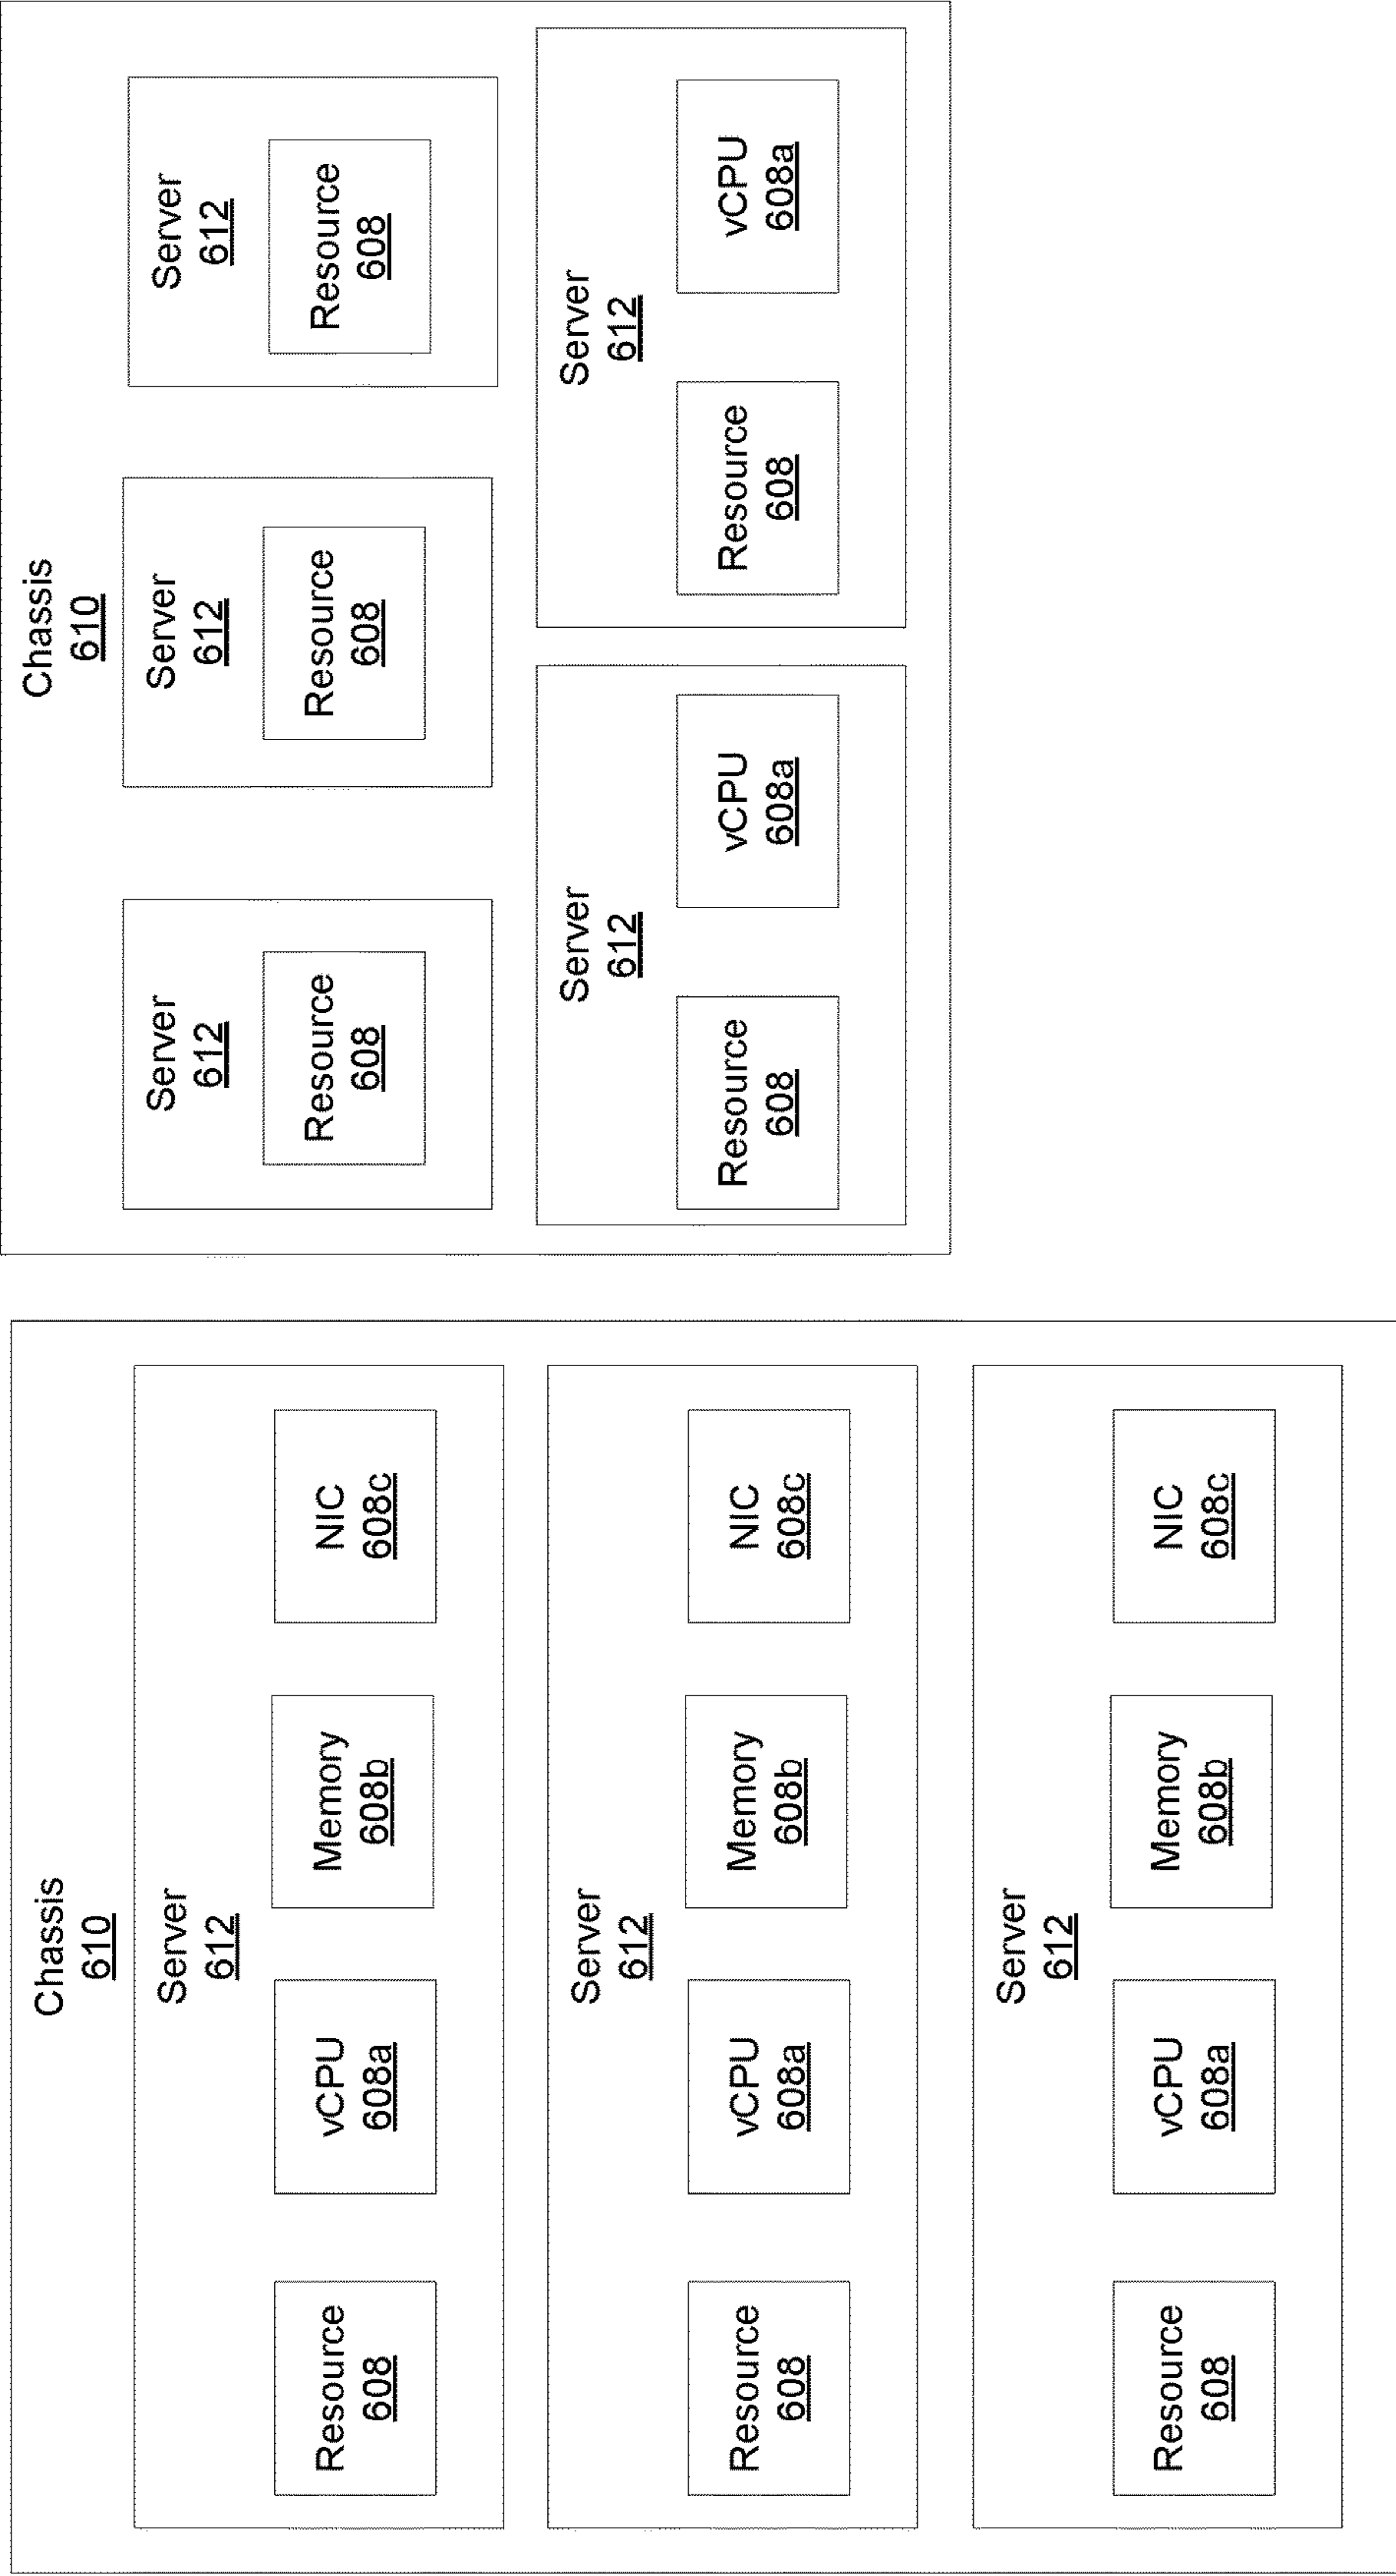 Chassis
610
Server
612
Resource
608
vCPU
608a
Memory
608b
NIC
608c
Server
612
Resource
608
vCPU
608a
Memory
608b
NIC
608c
Server
612
Resource
608
vCPU
608a
Memory
608b
NIC
608c
Chassis
610
Server
612
Resource
608
Server
612
Resource
608
Server
612
Resource
608
Server
612
Resource
608
vCPU
608a
Server
612
Resource
608
vCPU
608a